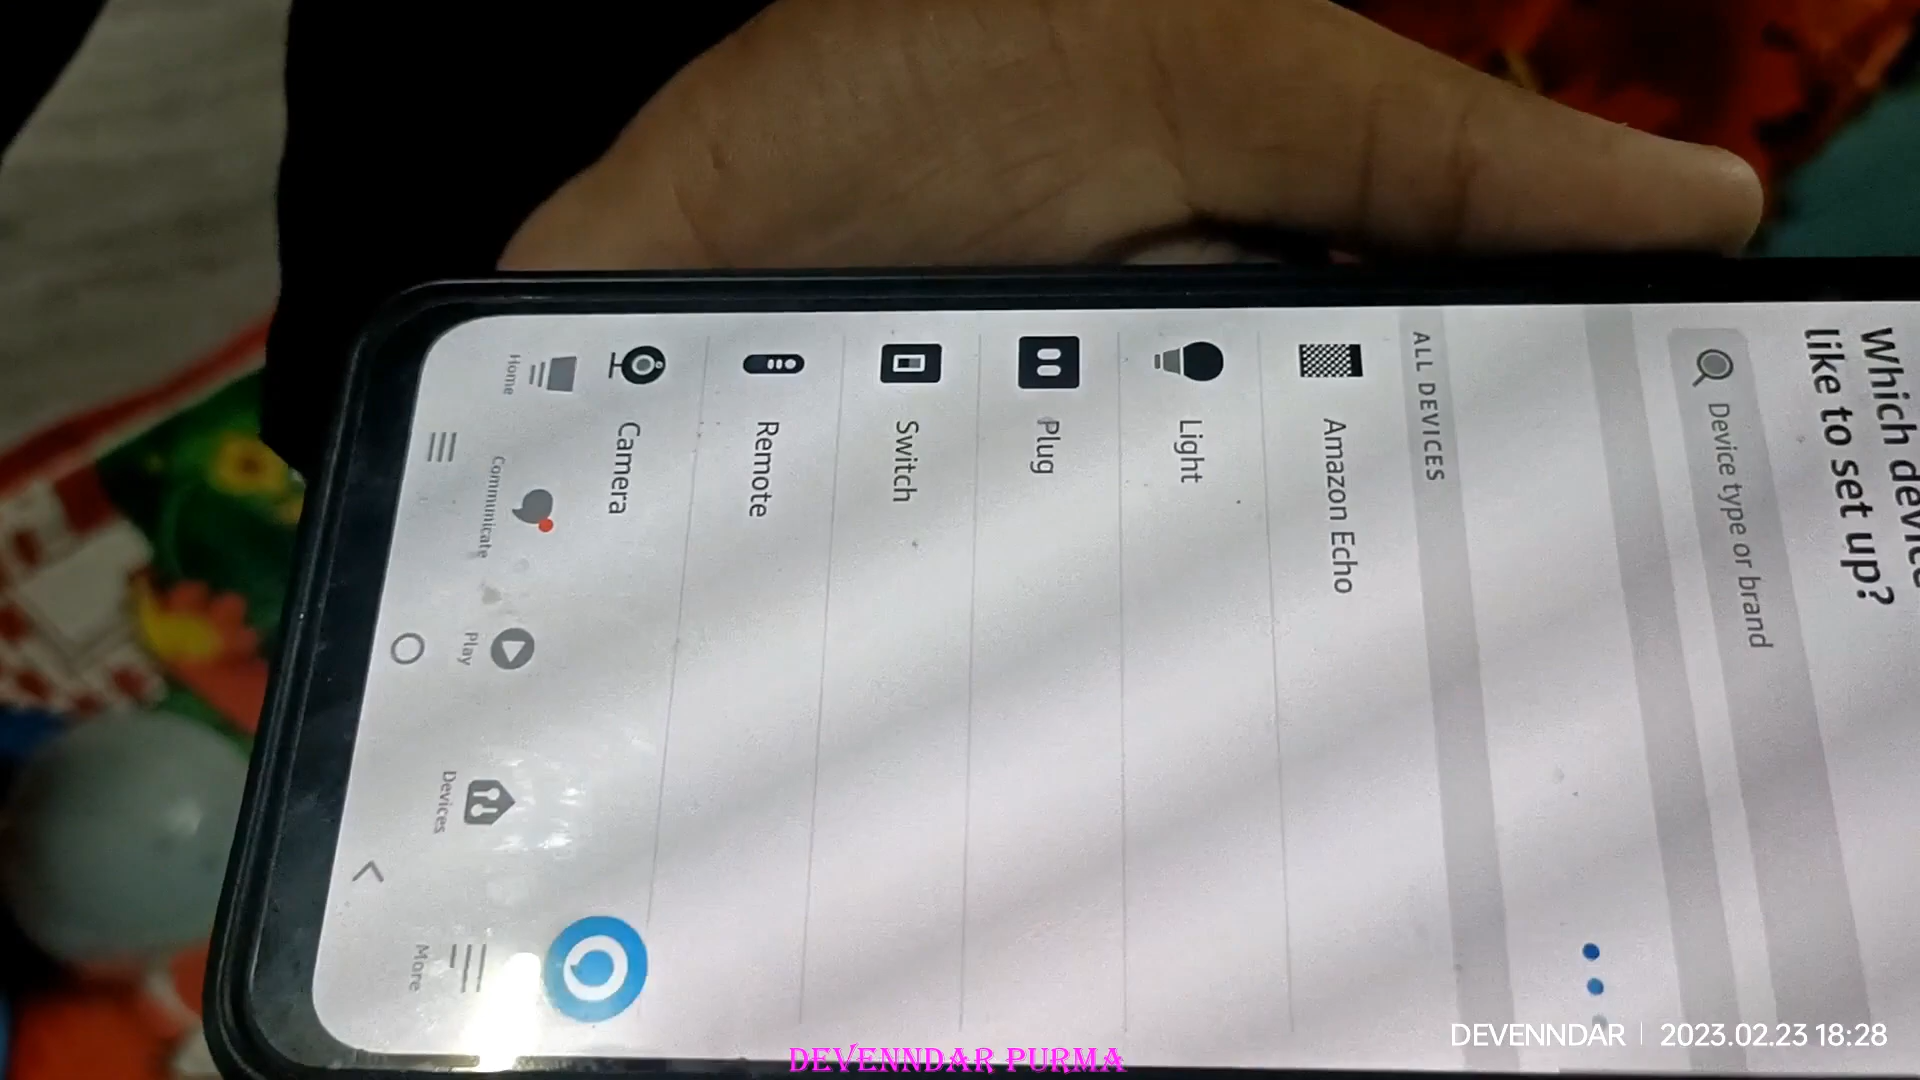 Which device
like to set up?
Device type or brand
ALL DEVICES
Amazon Echo
Light
Plug
Switch
Remote
Camera
Home
Communicate
Play
Devices
More
DEVENNDAR | 2023.02.23 18:28
DEVENNDAR PURMA